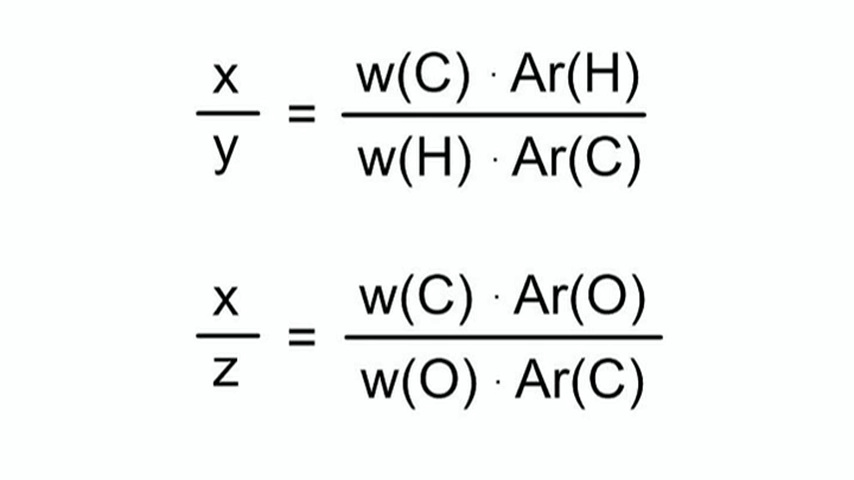 x / y = w(C) · Ar(H) / w(H) · Ar(C)
x / z = w(C) · Ar(O) / w(O) · Ar(C)